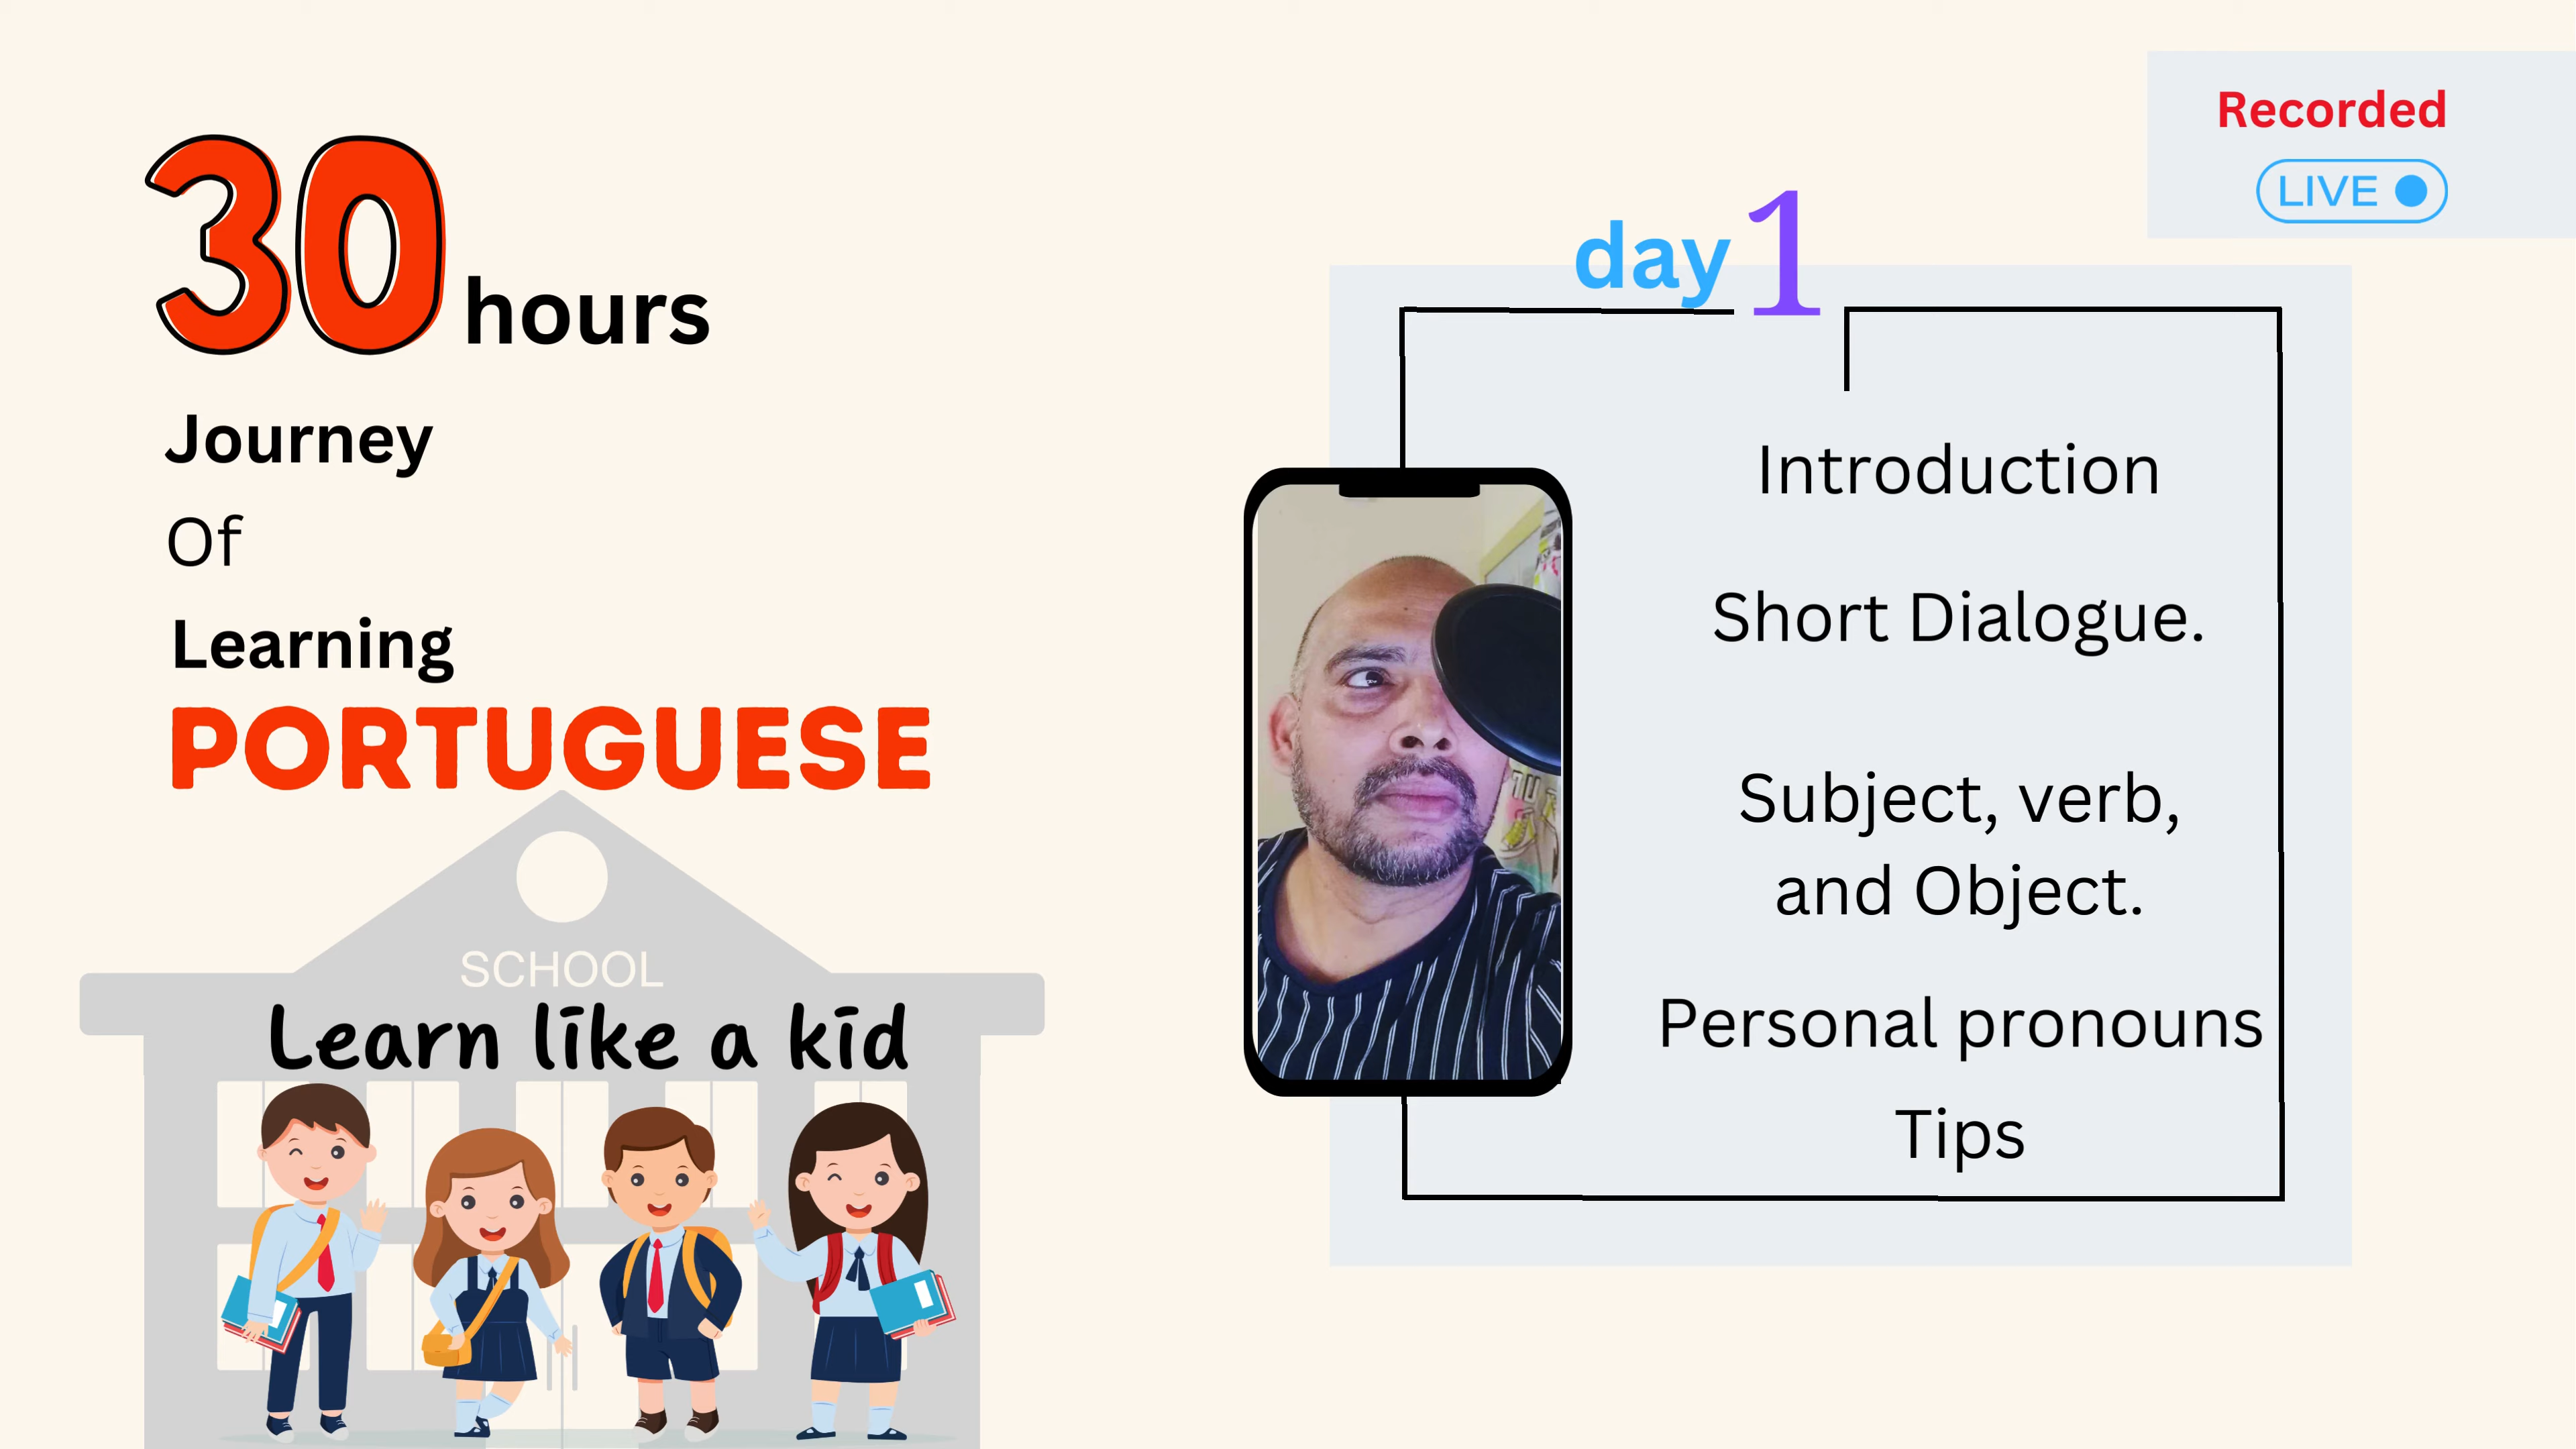 30 hours
Journey
Of
Learning
PORTUGUESE
SCHOOL
Learn like a kid
Recorded
LIVE
day 1
Introduction
Short Dialogue.
Subject, verb,
and Object.
Personal pronouns
Tips